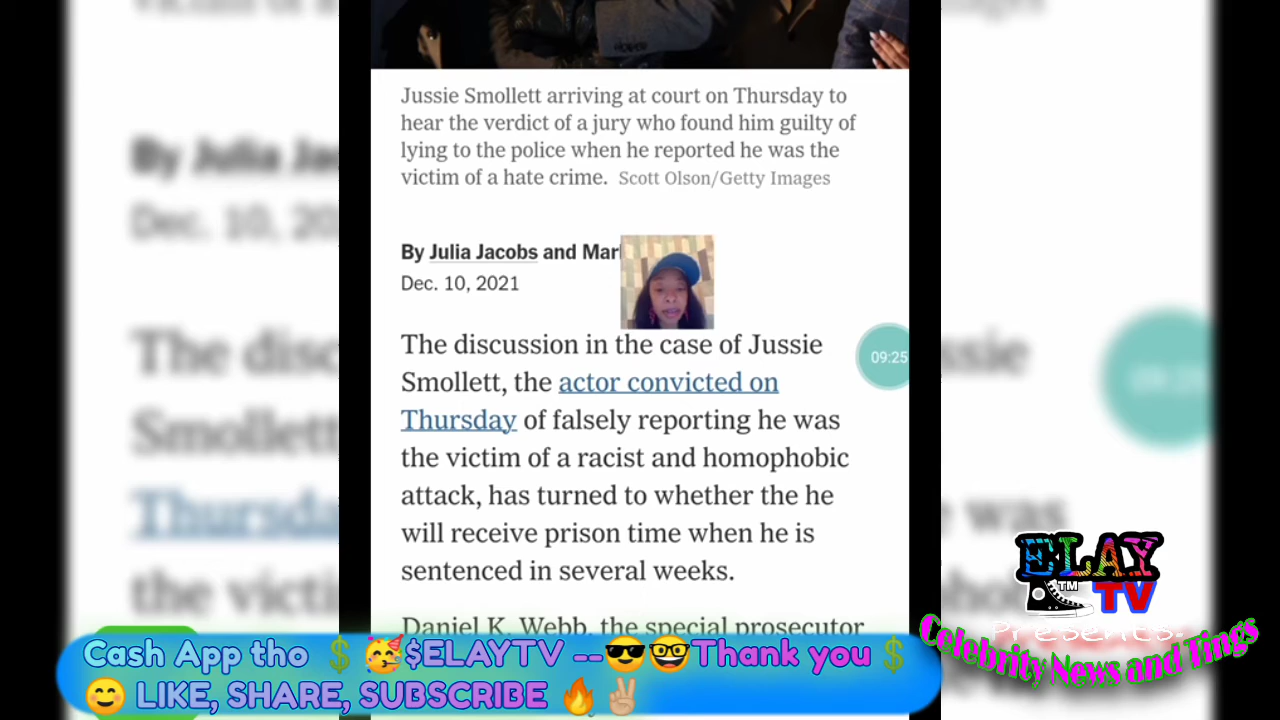 Jussie Smollett arriving at court on Thursday to
hear the verdict of a jury who found him guilty of
lying to the police when he reported he was the
victim of a hate crime. Scott Olson/Getty Images
By Julia Jacobs and Mar
Dec. 10, 2021
The discussion in the case of Jussie
Smollett, the actor convicted on
Thursday of falsely reporting he was
the victim of a racist and homophobic
attack, has turned to whether the he
will receive prison time when he is
sentenced in several weeks.
Daniel K. Webb, the special prosecutor
09:25
ELAY
TM
TV
Presents:
Celebrity News and Tings
Cash App tho 💲🥳$ELAYTV --😎🤓Thank you💲
😊 LIKE, SHARE, SUBSCRIBE 🔥✌🏼